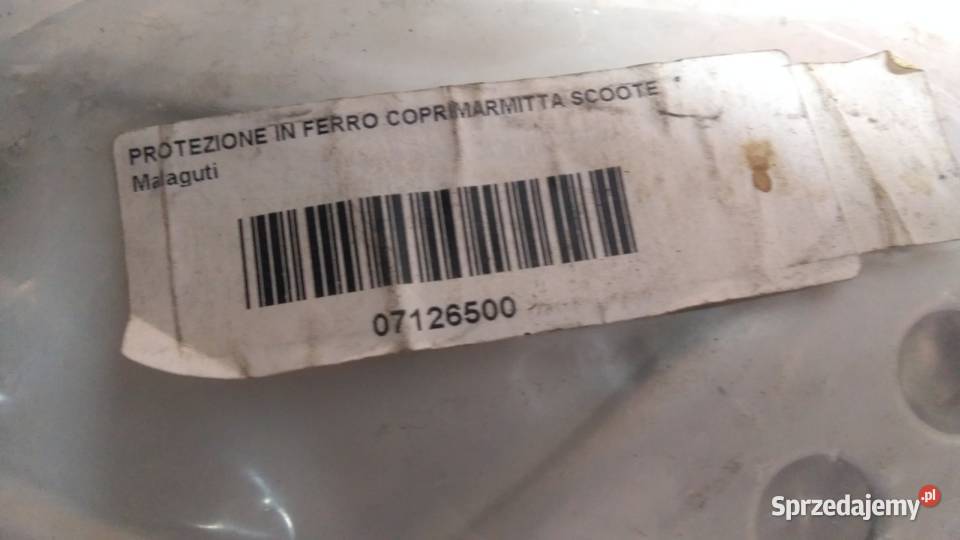 PROTEZIONE IN FERRO COPRIMARMITTA SCOOTE
Malaguti
07126500
Sprzedajemy.pl